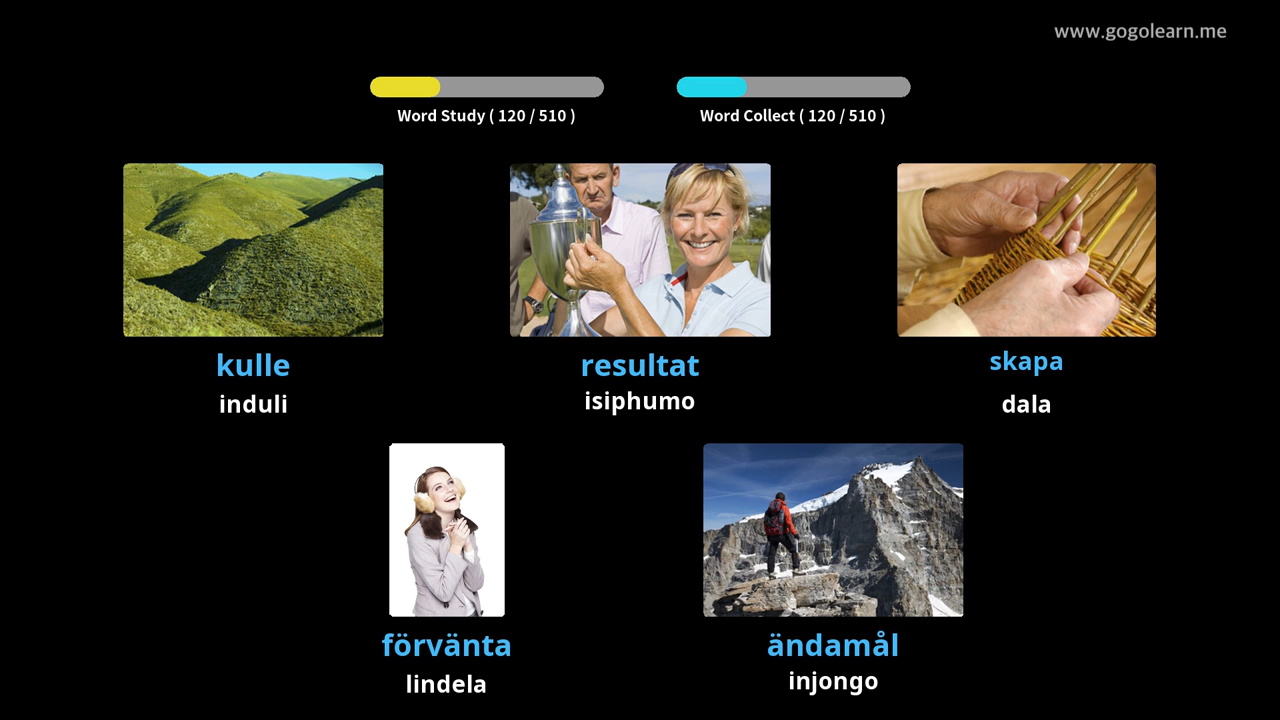 www.gogolearn.me
Word Study ( 120 / 510 )
Word Collect ( 120 / 510 )
kulle
induli
resultat
isiphumo
skapa
dala
förvänta
lindela
ändamål
injongo